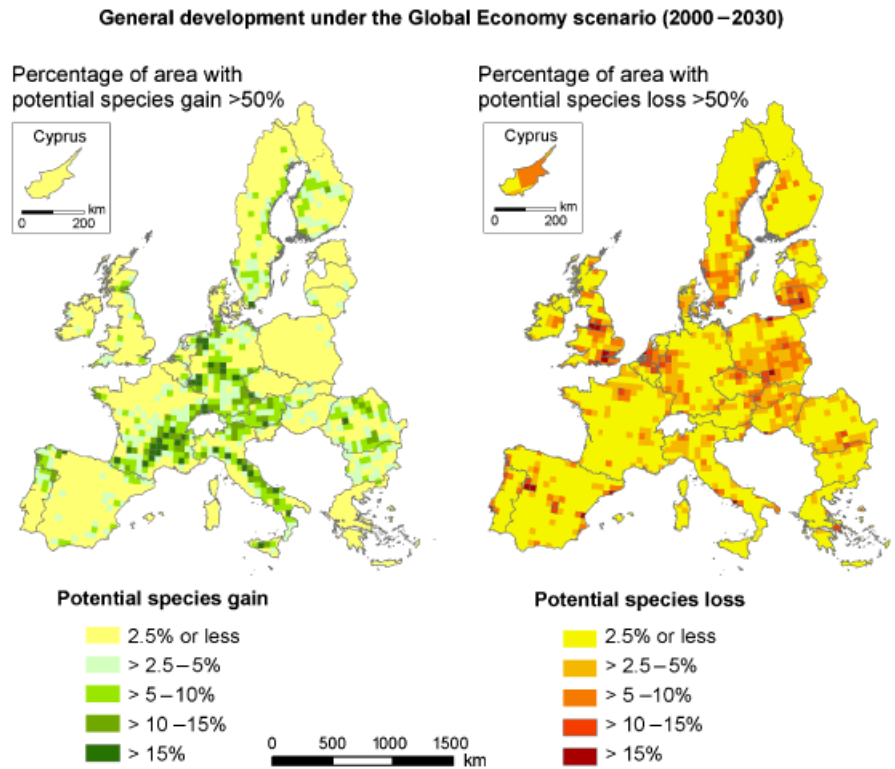 General development under the Global Economy scenario (2000–2030)
Percentage of area with
potential species gain >50%
Cyprus
km
0 200
Percentage of area with
potential species loss >50%
Cyprus
km
0 200
Potential species gain
2.5% or less
> 2.5–5%
> 5–10%
> 10–15%
> 15%
0 500 1000 1500
km
Potential species loss
2.5% or less
> 2.5–5%
> 5–10%
> 10–15%
> 15%